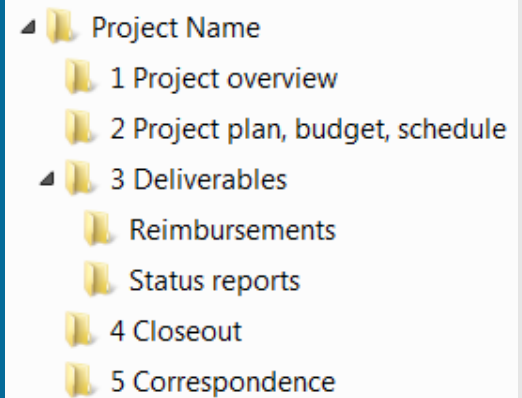 Project Name
1 Project overview
2 Project plan, budget, schedule
3 Deliverables
Reimbursements
Status reports
4 Closeout
5 Correspondence